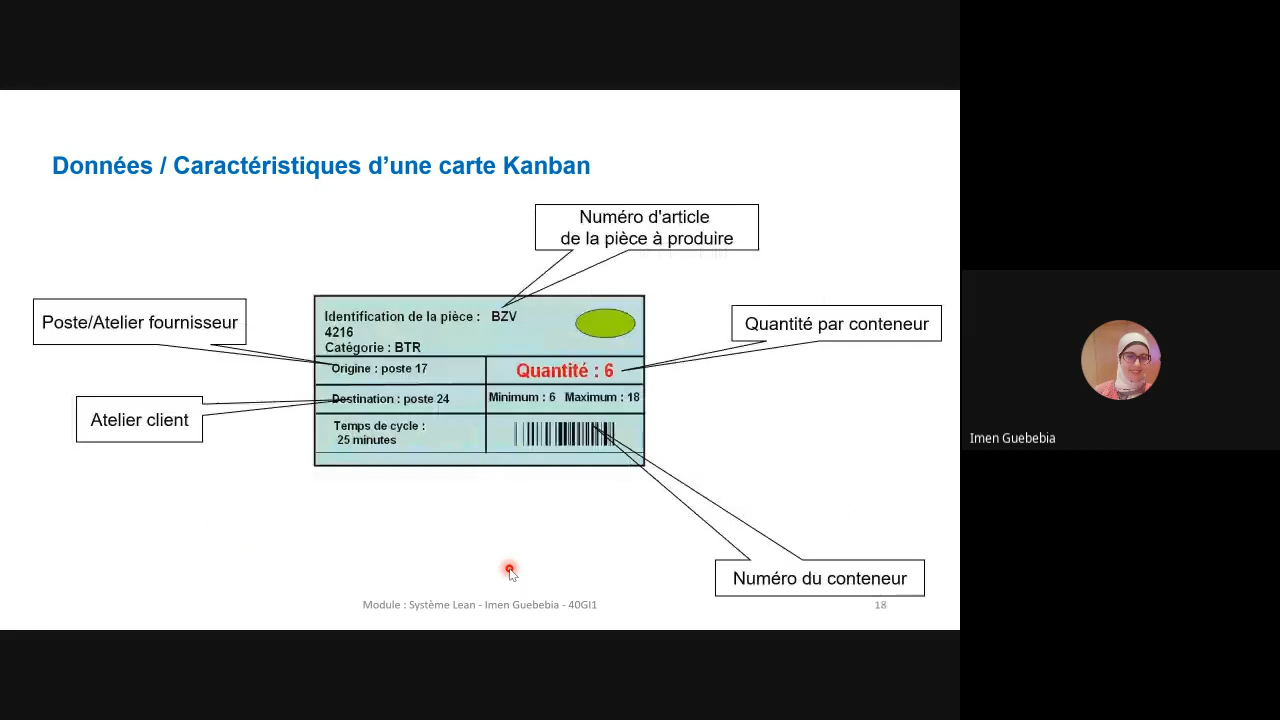 Données / Caractéristiques d’une carte Kanban
Numéro d'article
de la pièce à produire
Poste/Atelier fournisseur
Quantité par conteneur
Atelier client
Identification de la pièce : BZV
4216
Catégorie : BTR
Origine : poste 17
Quantité : 6
Destination : poste 24
Minimum : 6 Maximum : 18
Temps de cycle :
25 minutes
Numéro du conteneur
Module : Système Lean - Imen Guebebia - 40GI1
18
Imen Guebebia